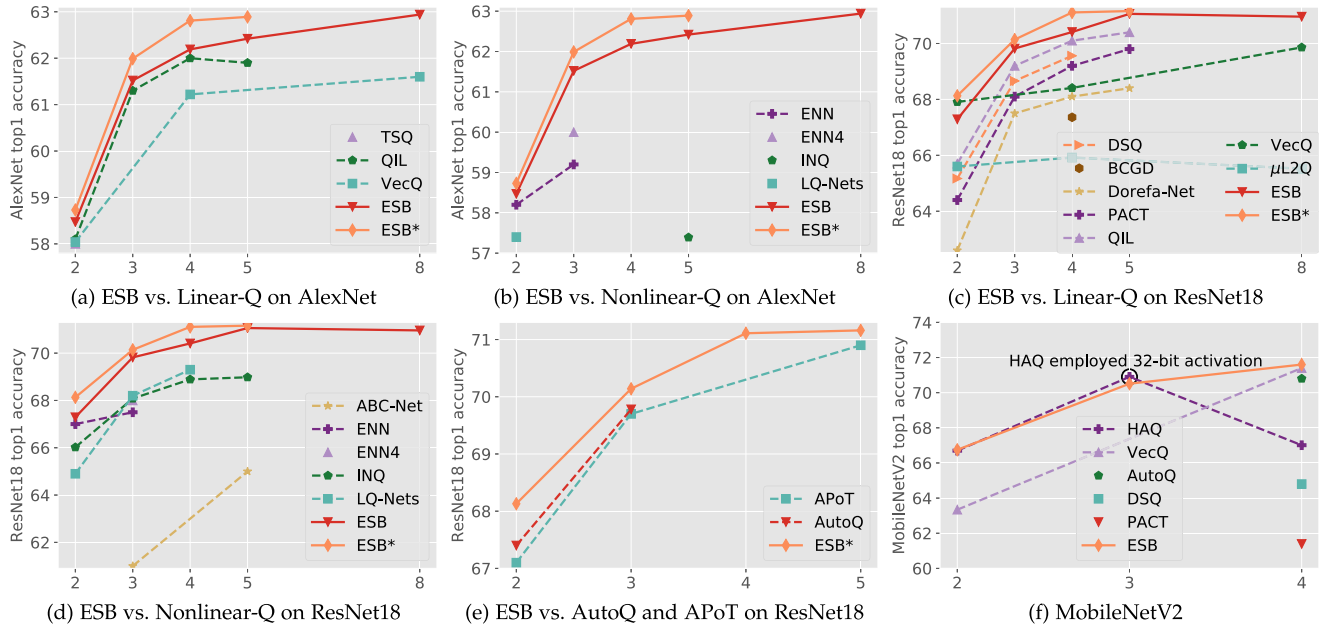 AlexNet top1 accuracy
63
62
61
60
59
58
2
3
4
5
8
TSQ
QIL
VecQ
ESB
ESB*
(a) ESB vs. Linear-Q on AlexNet
AlexNet top1 accuracy
63
62
61
60
59
58
57
2
3
4
5
8
ENN
ENN4
INQ
LQ-Nets
ESB
ESB*
(b) ESB vs. Nonlinear-Q on AlexNet
ResNet18 top1 accuracy
70
68
66
64
2
3
4
5
8
DSQ
BCGD
Dorefa-Net
PACT
QIL
VecQ
μL2Q
ESB
ESB*
(c) ESB vs. Linear-Q on ResNet18
ResNet18 top1 accuracy
70
68
66
64
62
2
3
4
5
8
ABC-Net
ENN
ENN4
INQ
LQ-Nets
ESB
ESB*
(d) ESB vs. Nonlinear-Q on ResNet18
ResNet18 top1 accuracy
71
70
69
68
67
2
3
4
5
APoT
AutoQ
ESB*
(e) ESB vs. AutoQ and APoT on ResNet18
MobileNetV2 top1 accuracy
74
72
70
68
66
64
62
60
2
3
4
HAQ employed 32-bit activation
HAQ
VecQ
AutoQ
DSQ
PACT
ESB
(f) MobileNetV2